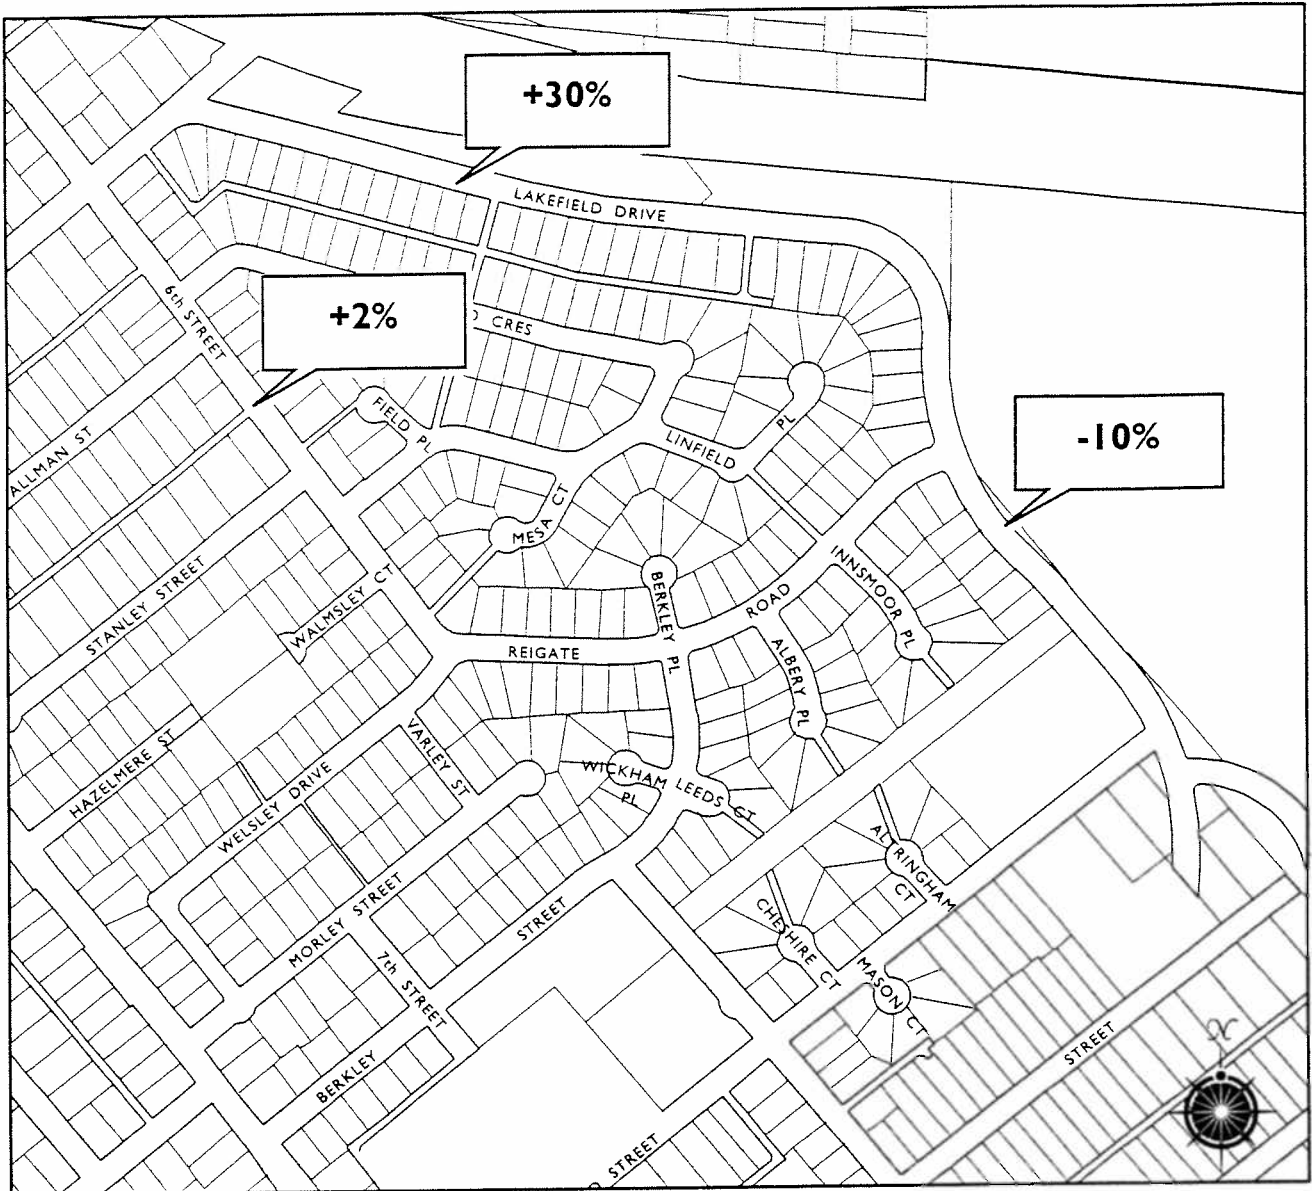 +30%
LAKEFIELD DRIVE
6th STREET
+2%
CRES
FIELD PL
LINFIELD
PL
-10%
ALLMAN ST
MESA CT
STANLEY STREET
WALMSLEY CT
BERKLEY PL
ROAD
INNSMOOR PL
REIGATE
ALBERY PL
HAZELMERE ST
VARLEY ST
WELSLEY DRIVE
WICKHAM
PL
LEEDS CT
ALTRINGHAM
CT
MORLEY STREET
STREET
CHESHIRE CT
7th STREET
MASON CT
BERKLEY
STREET
N
STREET